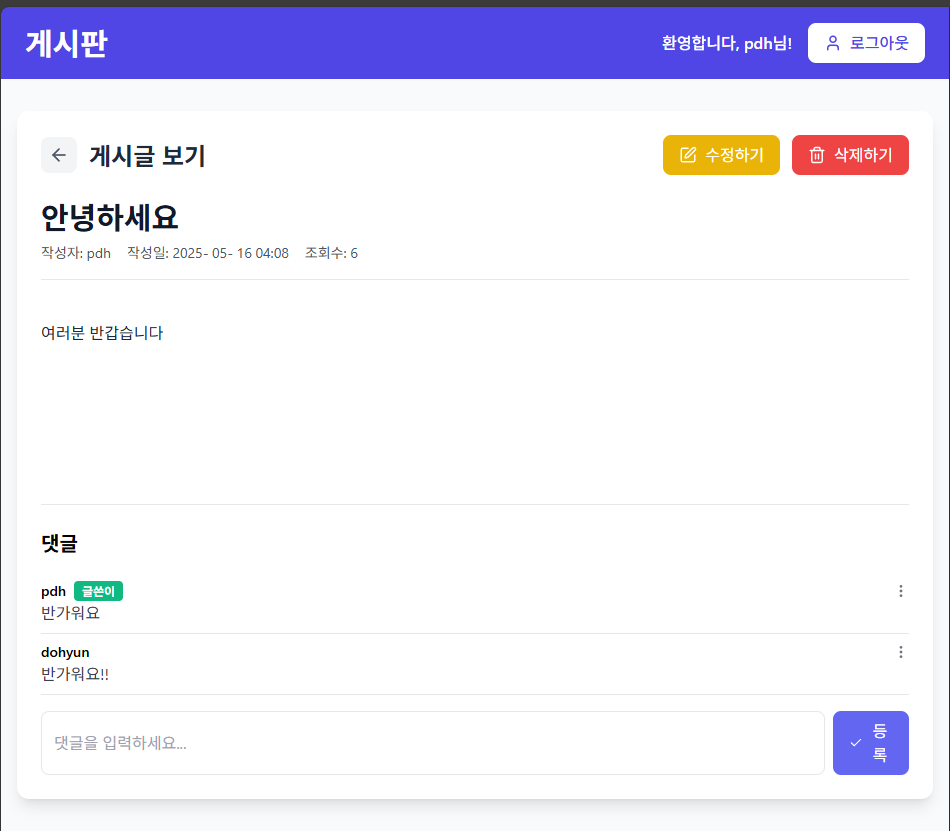 게시판
환영합니다, pdh님!
로그아웃
게시글 보기
수정하기
삭제하기
안녕하세요
작성자: pdh 작성일: 2025- 05- 16 04:08 조회수: 6
여러분 반갑습니다
댓글
pdh 글쓴이
반가워요
dohyun
반가워요!!
댓글을 입력하세요...
등
록